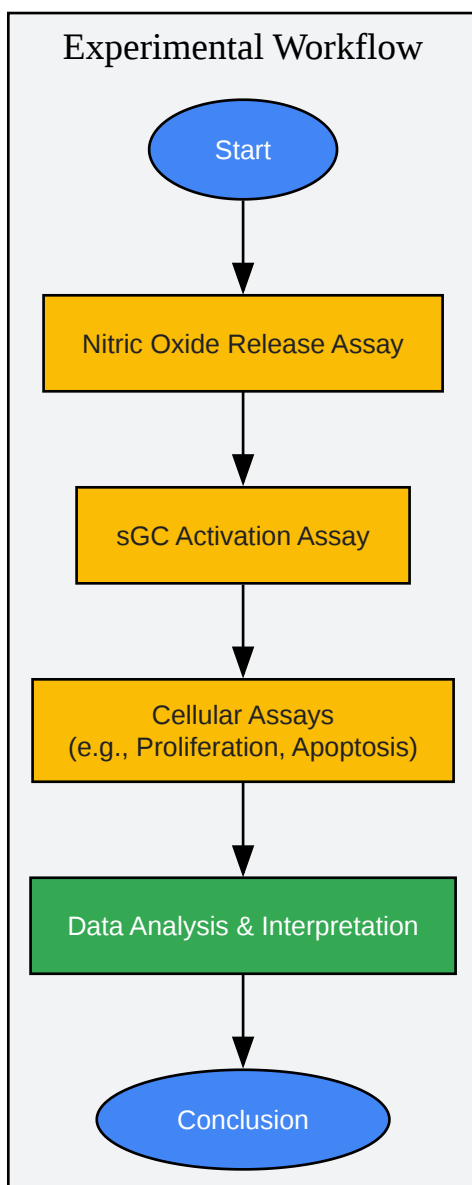 Experimental Workflow
Start
Nitric Oxide Release Assay
sGC Activation Assay
Cellular Assays
(e.g., Proliferation, Apoptosis)
Data Analysis & Interpretation
Conclusion